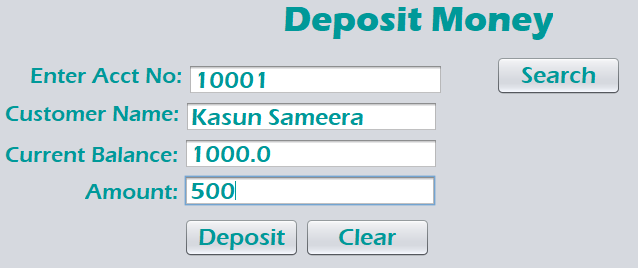 Deposit Money
Enter Acct No: 10001 Search
Customer Name: Kasun Sameera
Current Balance: 1000.0
Amount: 500
Deposit Clear